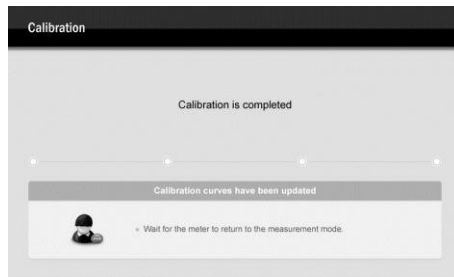 Calibration
Calibration is completed
Calibration curves have been updated
Wait for the meter to return to the measurement mode.